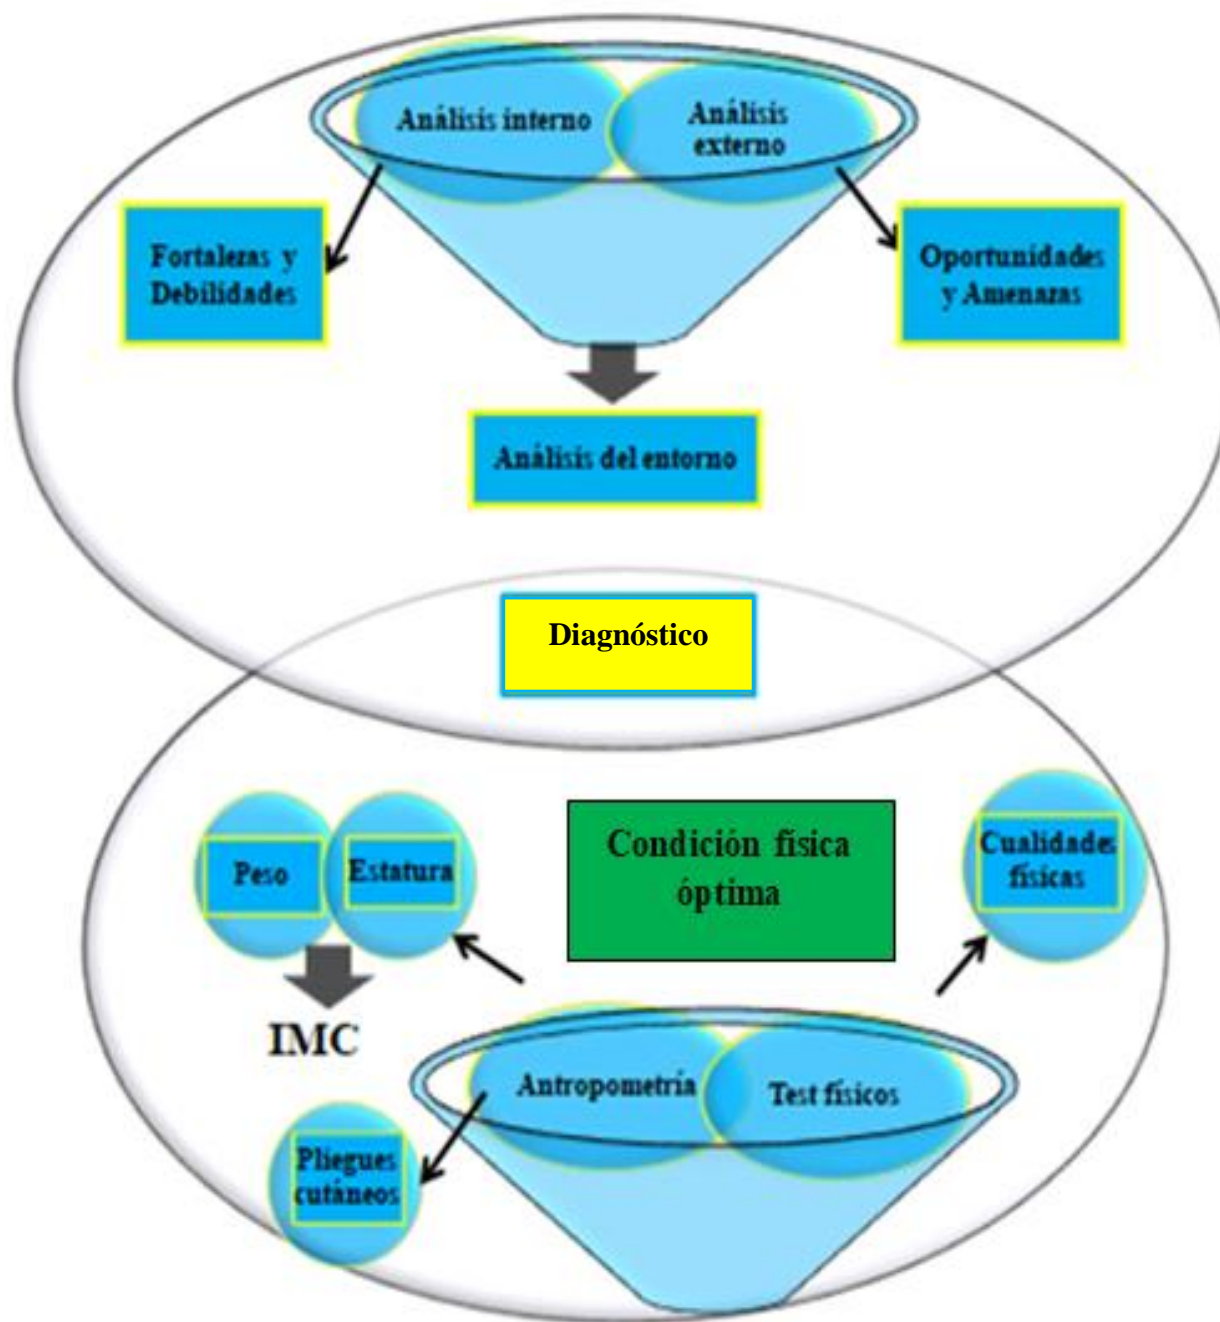 Análisis interno
Análisis
externo
Fortalezas y
Debilidades
Oportunidades
y Amenazas
Análisis del entorno
Diagnóstico
Peso
Estatura
Condición física
óptima
Cualidades
físicas
IMC
Antropometría
Test físicos
Pliegues
cutáneos